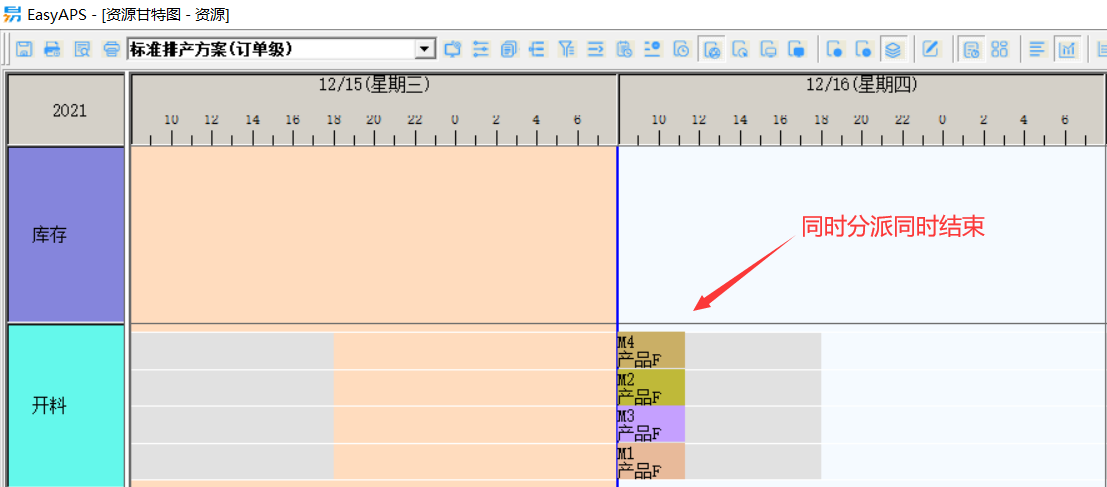 EasyAPS - [资源甘特图 - 资源]
标准排产方案(订单级)
2021
12/15(星期三)
12/16(星期四)
10 12 14 16 18 20 22 0 2 4 6
10 12 14 16 18 20 22 0 2 4 6
库存
同时分派同时结束
开料
M4
产品F
M2
产品F
M3
产品F
M1
产品F